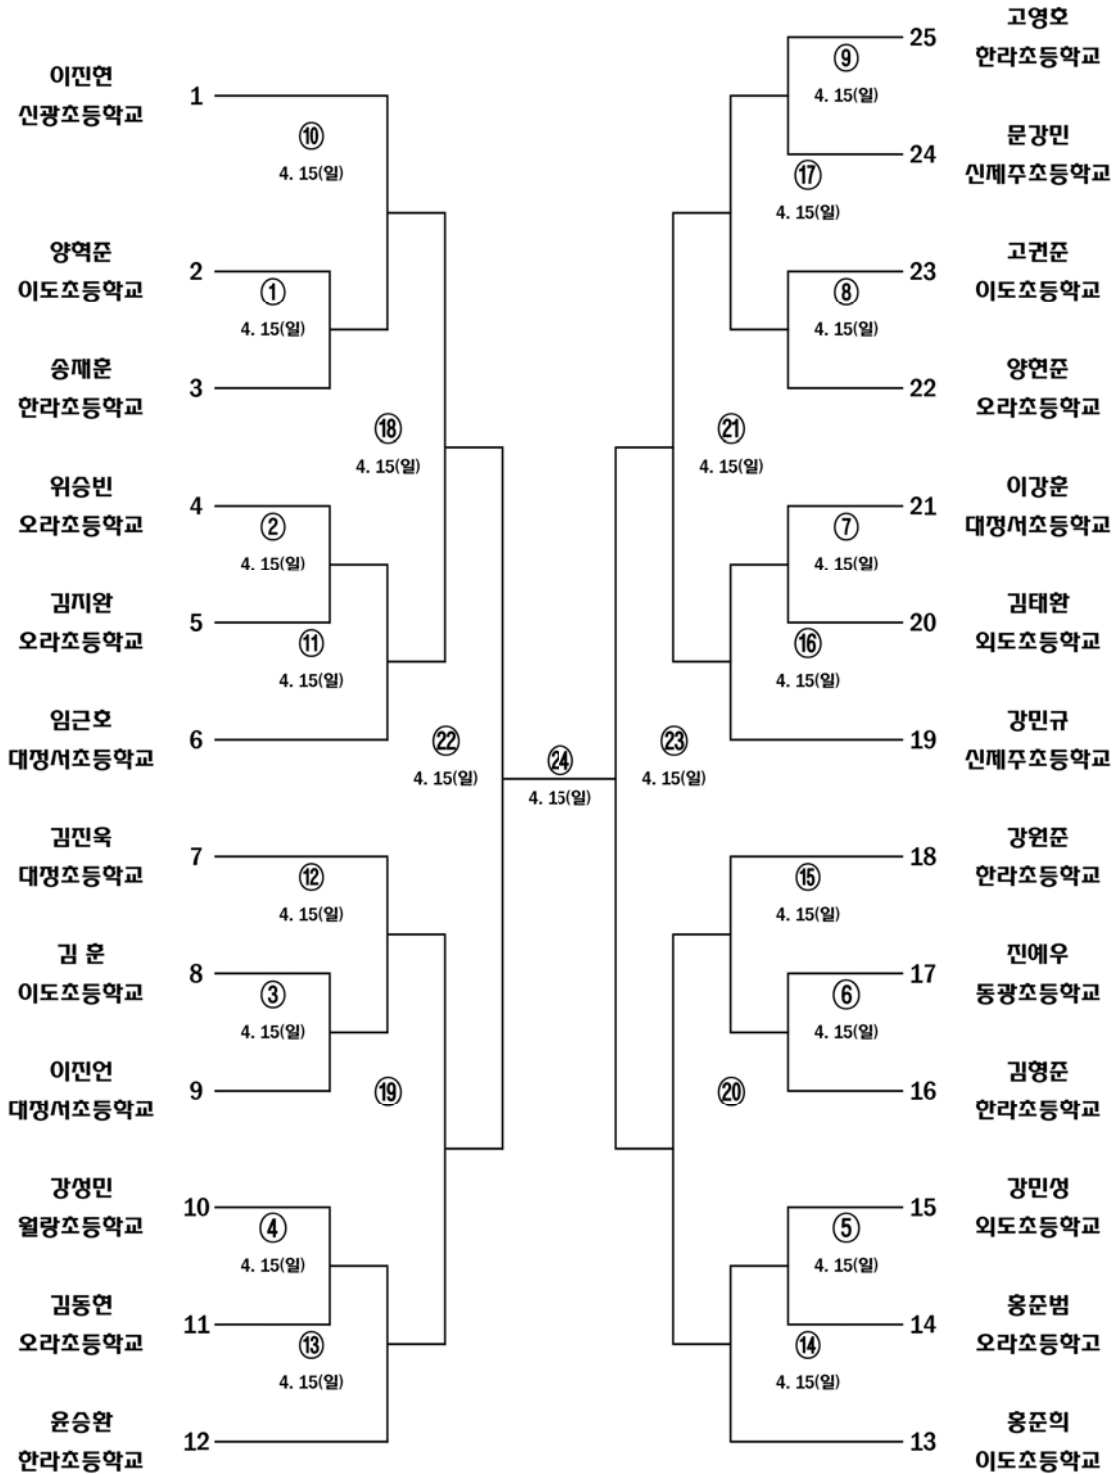 고영호
25
한라초등학교
⑨
4. 15(일)
이진현
1
신광초등학교
⑩
4. 15(일)
문강민
24
신제주초등학교
⑰
4. 15(일)
양혁준
2
이도초등학교
①
4. 15(일)
고권준
23
이도초등학교
⑧
4. 15(일)
송재훈
3
한라초등학교
양현준
22
오라초등학교
⑱
4. 15(일)
㉑
4. 15(일)
위승빈
4
오라초등학교
②
4. 15(일)
이강훈
21
대정서초등학교
⑦
4. 15(일)
김지완
5
오라초등학교
⑪
4. 15(일)
김태환
20
외도초등학교
⑯
4. 15(일)
임근호
6
대정서초등학교
㉒
4. 15(일)
㉔
4. 15(일)
㉓
4. 15(일)
강민규
19
신제주초등학교
김진욱
7
대정초등학교
⑫
4. 15(일)
강원준
18
한라초등학교
⑮
4. 15(일)
김 훈
8
이도초등학교
③
4. 15(일)
진예우
17
동광초등학교
⑥
4. 15(일)
이진언
9
대정서초등학교
⑲
⑳
김형준
16
한라초등학교
강성민
10
월랑초등학교
④
4. 15(일)
강민성
15
외도초등학교
⑤
4. 15(일)
김동현
11
오라초등학교
⑬
4. 15(일)
홍준범
14
오라초등학고
⑭
4. 15(일)
윤승환
12
한라초등학교
홍준희
13
이도초등학교